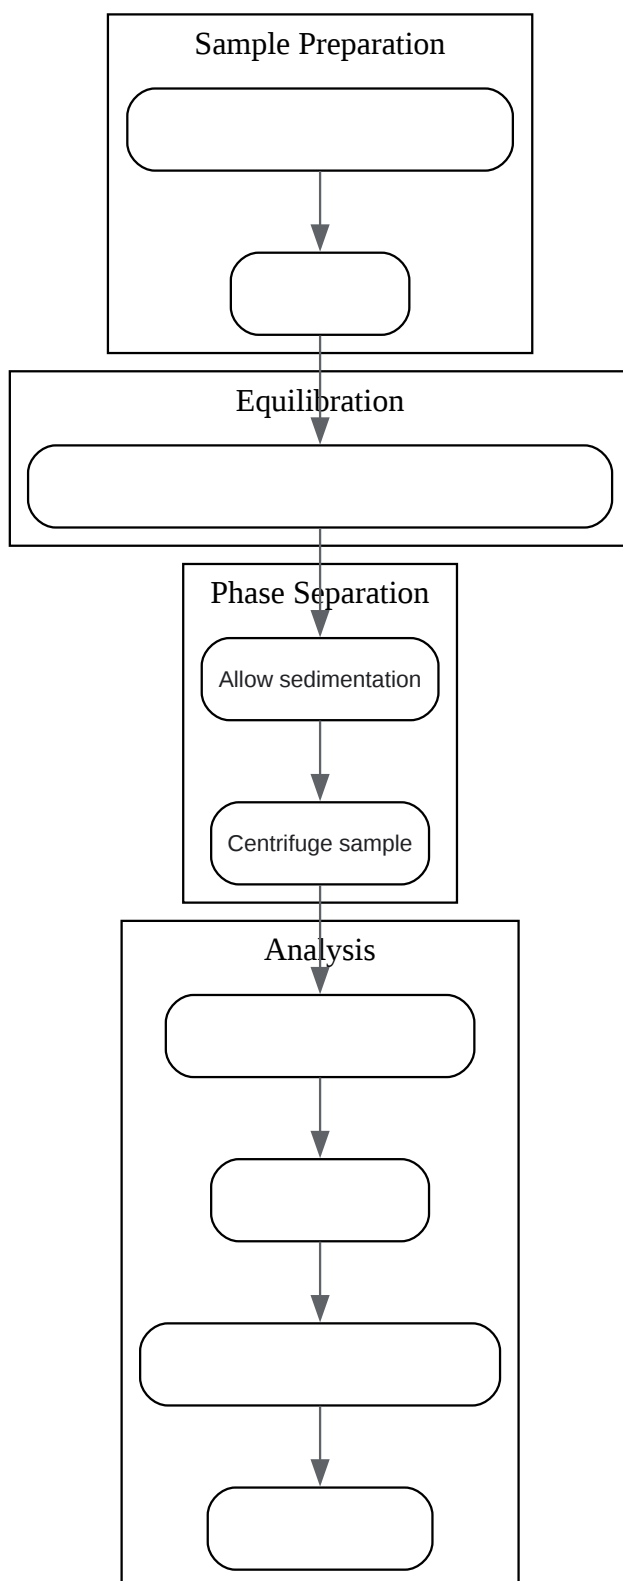 Sample Preparation
Equilibration
Phase Separation
Allow sedimentation
Centrifuge sample
Analysis